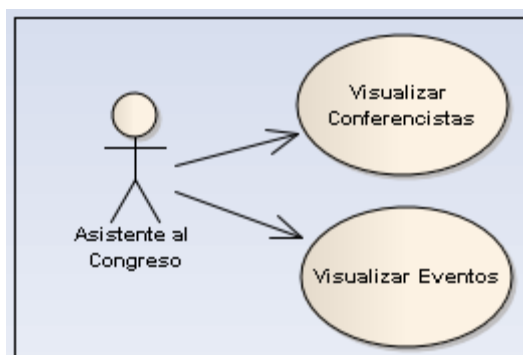 Visualizar
Conferencistas
Asistente al
Congreso
Visualizar Eventos